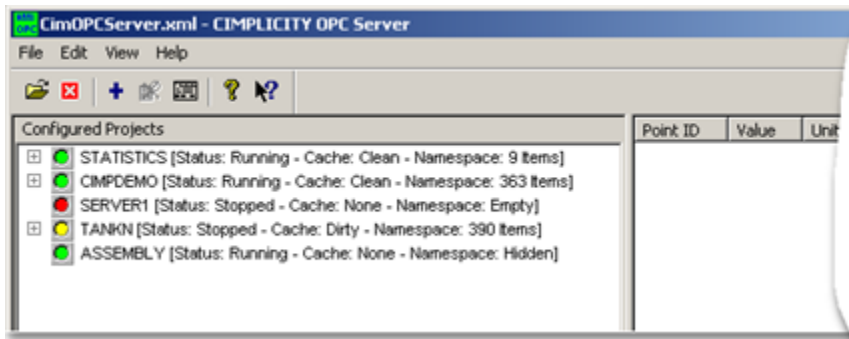 CimOPCServer.xml - CIMPLICITY OPC Server
File Edit View Help
Configured Projects
Point ID Value Unit
STATISTICS [Status: Running - Cache: Clean - Namespace: 9 Items]
CIMPDEMO [Status: Running - Cache: Clean - Namespace: 363 Items]
SERVER1 [Status: Stopped - Cache: None - Namespace: Empty]
TANKN [Status: Stopped - Cache: Dirty - Namespace: 390 Items]
ASSEMBLY [Status: Running - Cache: None - Namespace: Hidden]